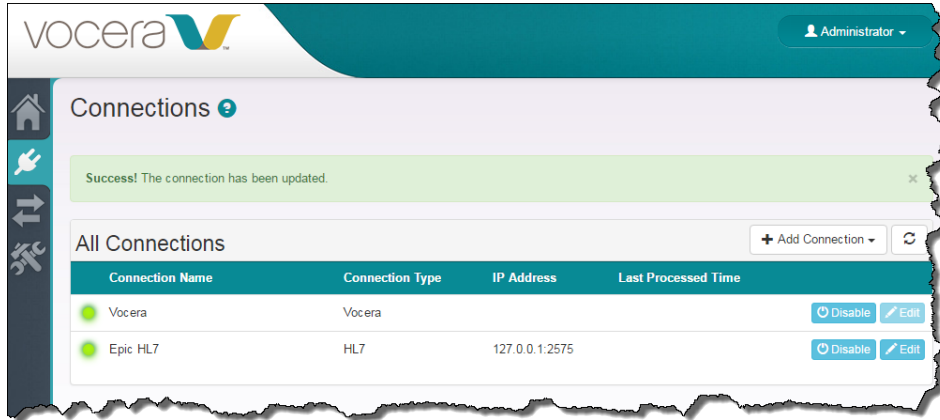 vocera
Administrator
Connections ?
Success! The connection has been updated. ×
All Connections
+ Add Connection
Connection Name Connection Type IP Address Last Processed Time
Vocera Vocera Disable Edit
Epic HL7 HL7 127.0.0.1:2575 Disable Edit